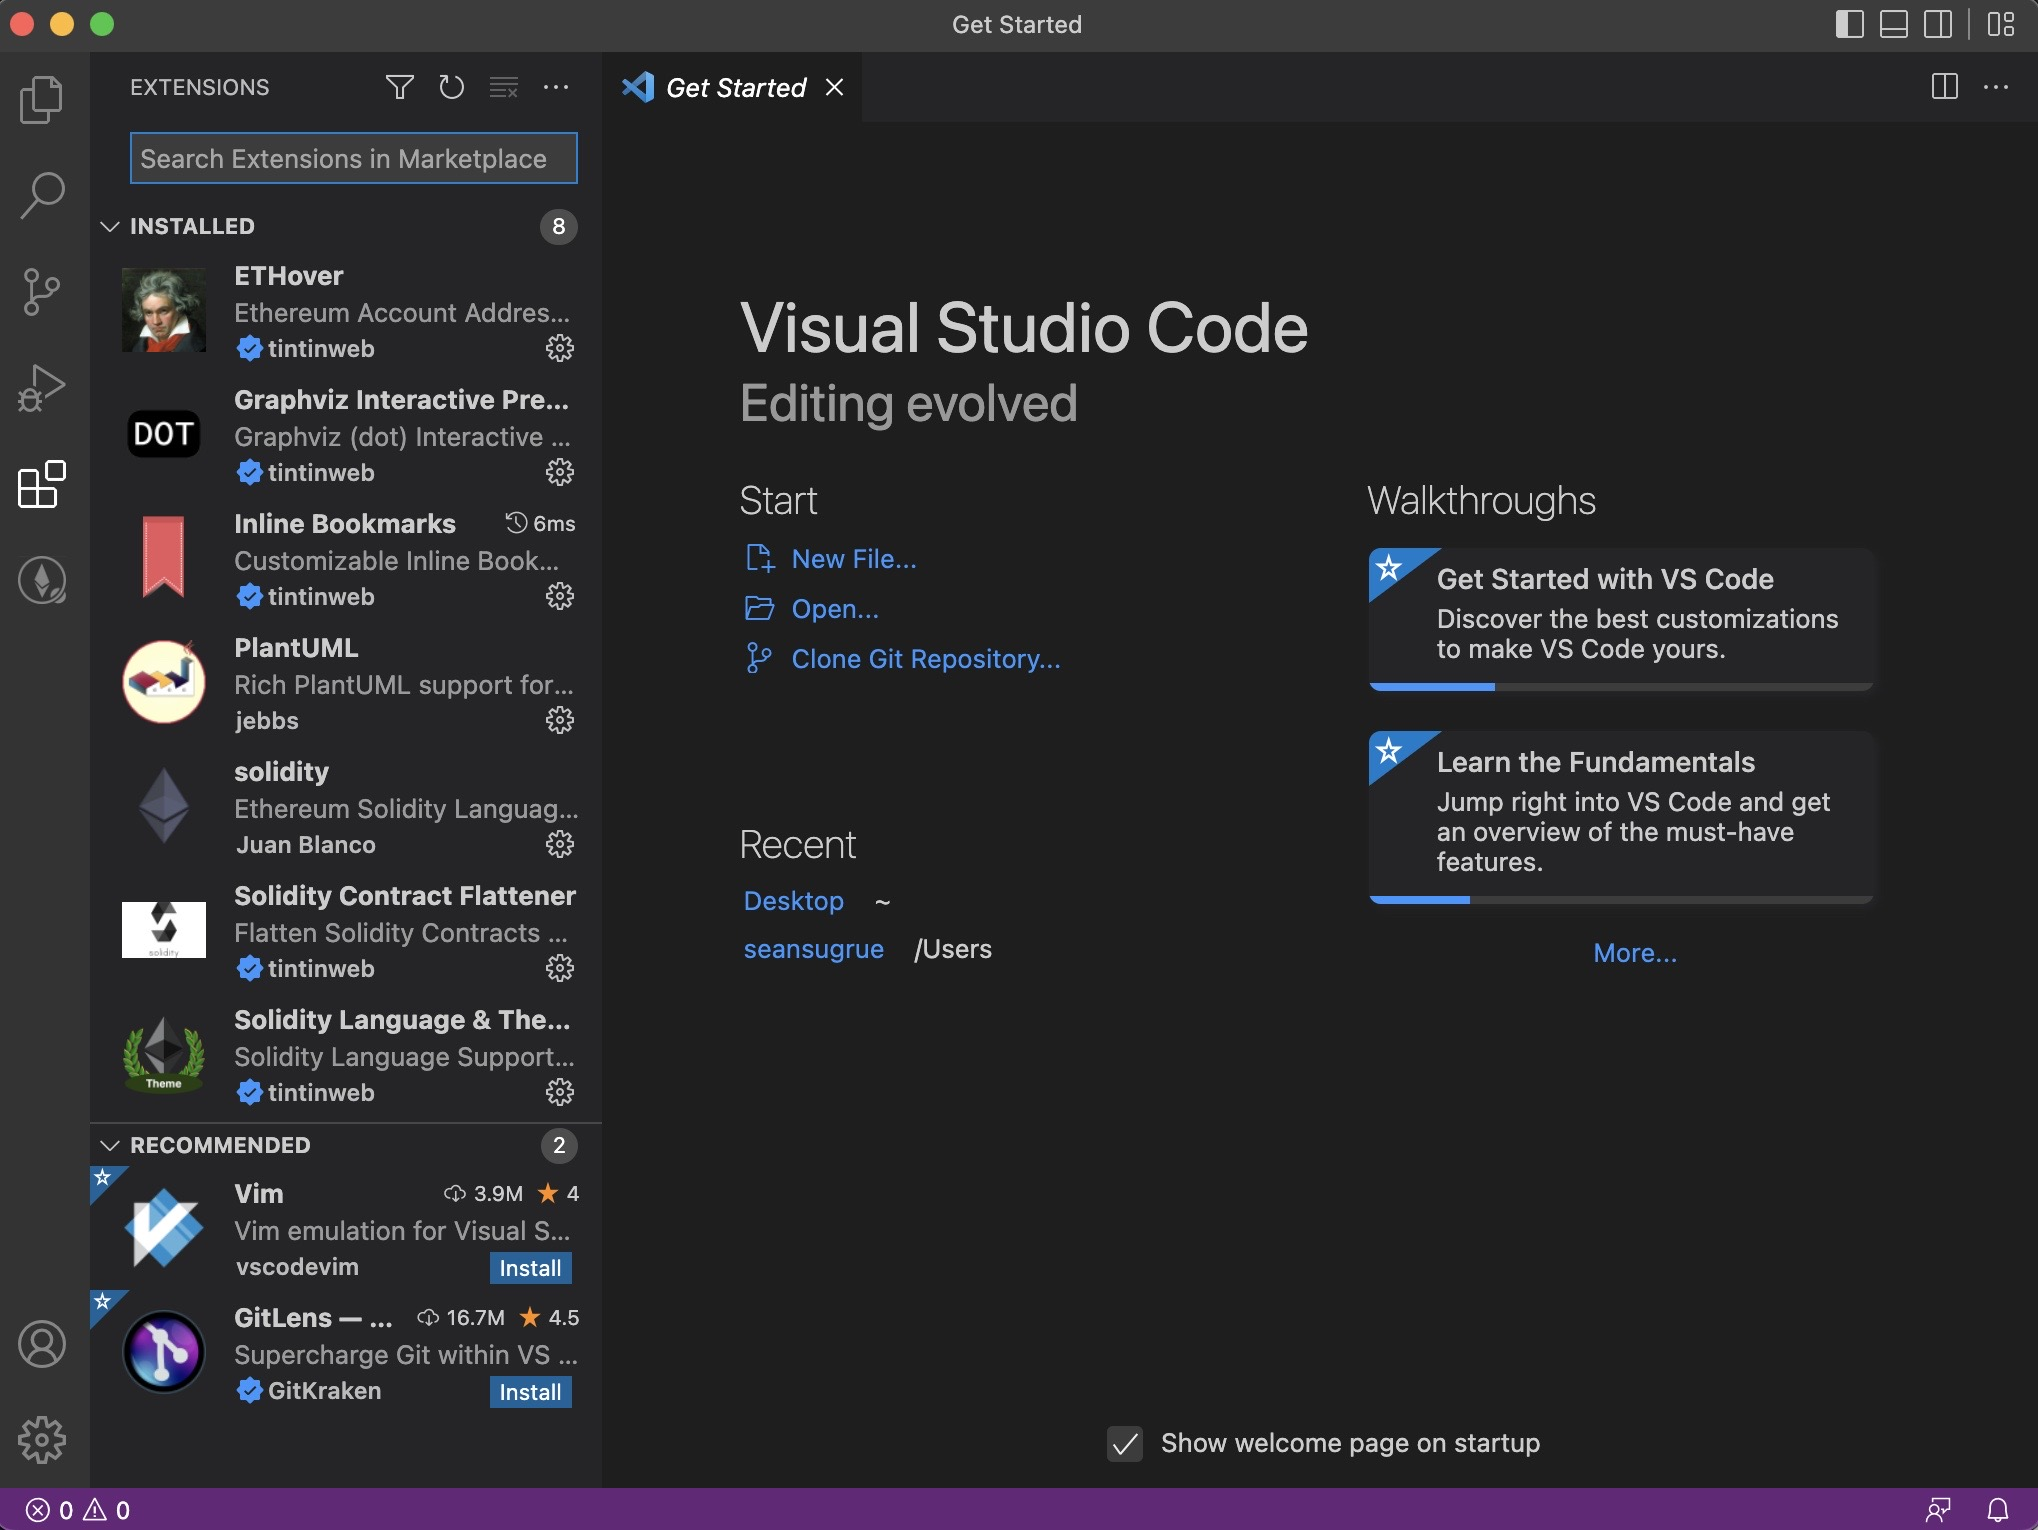 Get Started
EXTENSIONS
Get Started
Search Extensions in Marketplace
INSTALLED 8
ETHover
Ethereum Account Addres...
tintinweb
DOT
Graphviz Interactive Pre...
Graphviz (dot) Interactive ...
tintinweb
Inline Bookmarks 6ms
Customizable Inline Book...
tintinweb
PlantUML
Rich PlantUML support for...
jebbs
solidity
Ethereum Solidity Languag...
Juan Blanco
solidity
Solidity Contract Flattener
Flatten Solidity Contracts ...
tintinweb
Theme
Solidity Language & The...
Solidity Language Support...
tintinweb
RECOMMENDED 2
Vim 3.9M 4
Vim emulation for Visual S...
vscodevim Install
GitLens — ... 16.7M 4.5
Supercharge Git within VS ...
GitKraken Install
Visual Studio Code
Editing evolved
Start
New File...
Open...
Clone Git Repository...
Recent
Desktop ~
seansugrue /Users
Walkthroughs
Get Started with VS Code
Discover the best customizations
to make VS Code yours.
Learn the Fundamentals
Jump right into VS Code and get
an overview of the must-have
features.
More...
Show welcome page on startup
0 0